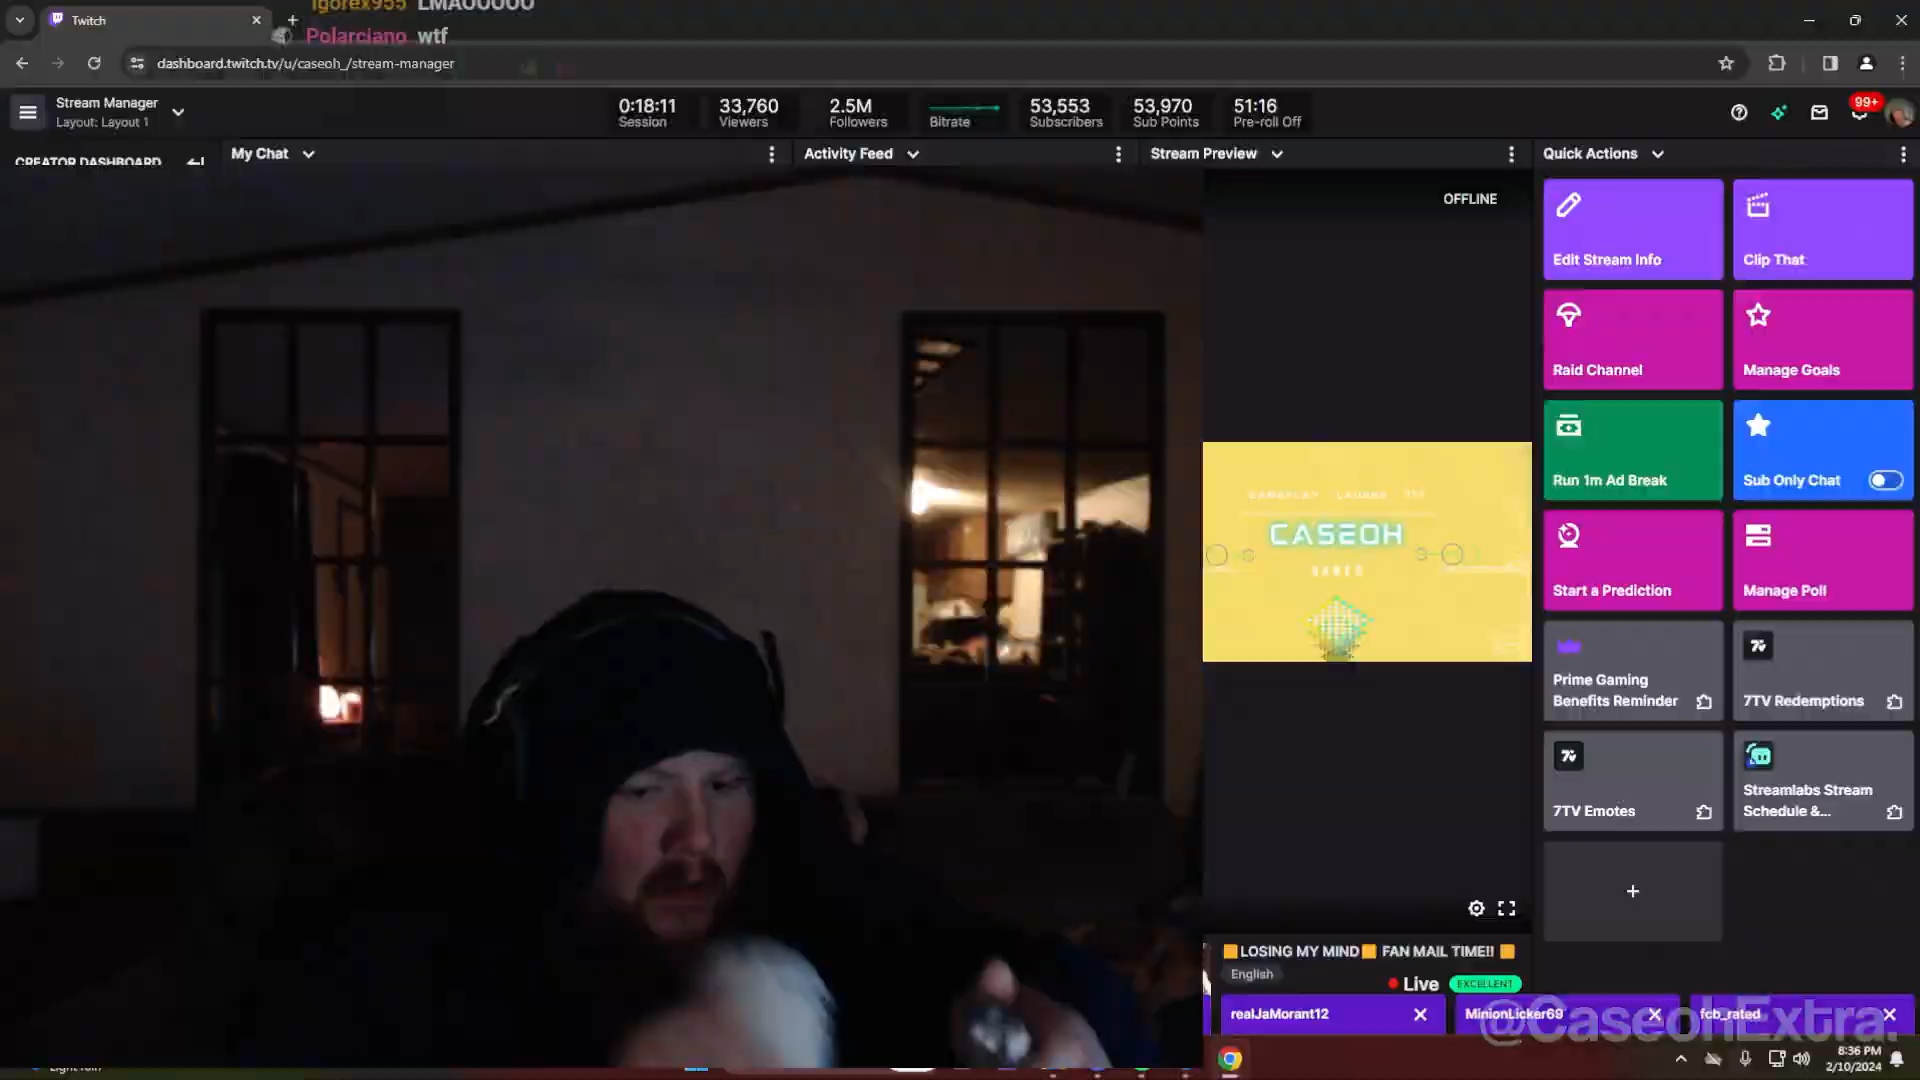 igorex955 LMAOOOOO
Twitch
Polarciano wtf
dashboard.twitch.tv/u/caseoh_/stream-manager
Stream Manager
Layout: Layout 1
0:18:11
Session
33,760
Viewers
2.5M
Followers
Bitrate
53,553
Subscribers
53,970
Sub Points
51:16
Pre-roll Off
99+
CREATOR DASHBOARD
My Chat
Activity Feed
Stream Preview
Quick Actions
OFFLINE
Edit Stream Info
Clip That
Raid Channel
Manage Goals
Run 1m Ad Break
Sub Only Chat
CASEOH
Start a Prediction
Manage Poll
Prime Gaming
Benefits Reminder
7TV Redemptions
7TV Emotes
Streamlabs Stream
Schedule &...
+
LOSING MY MIND FAN MAIL TIME!!
English
Live
EXCELLENT
realJaMorant12
MinionLicker69
fcb_rated
@CaseohExtra.
8:36 PM
2/10/2024